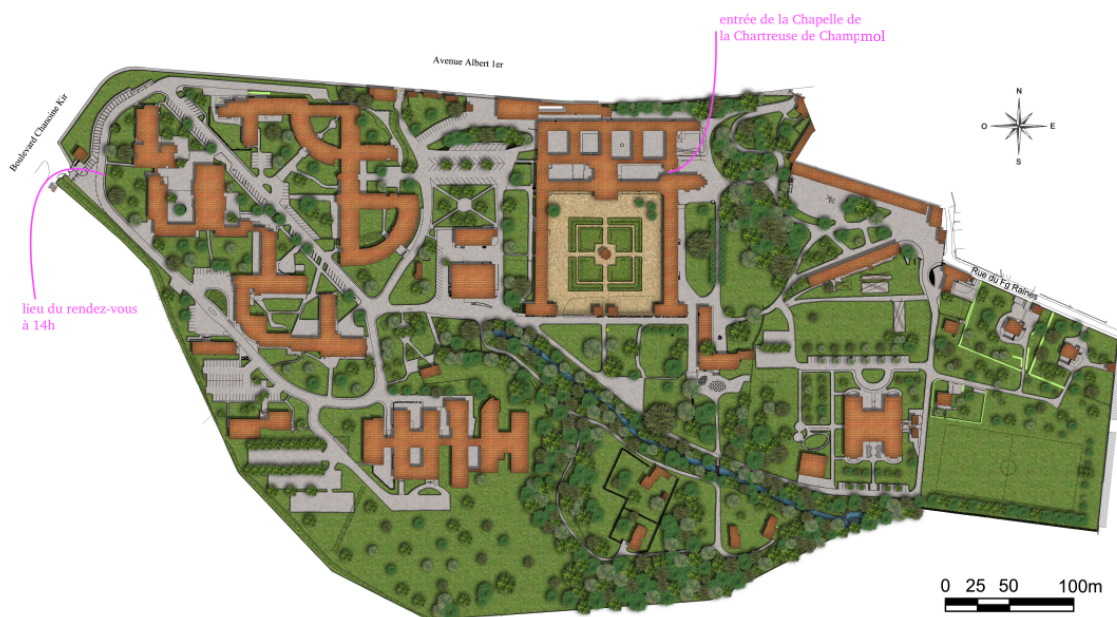 entrée de la Chapelle de
la Chartreuse de Champmol
Avenue Albert 1er
Boulevard Chanoine Kir
N
O
E
S
Rue du Fg Raines
lieu du rendez-vous
à 14h
0 25 50 100m